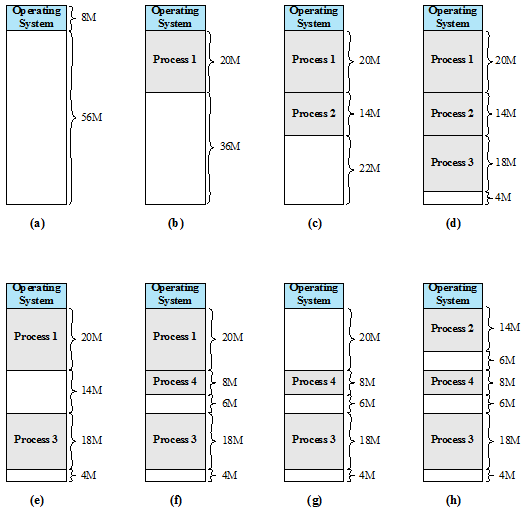 Operating
System
8M
56M
(a)
Operating
System
Process 1
20M
36M
(b)
Operating
System
Process 1
20M
Process 2
14M
22M
(c)
Operating
System
Process 1
20M
Process 2
14M
Process 3
18M
4M
(d)
Operating
System
Process 1
20M
14M
Process 3
18M
4M
(e)
Operating
System
Process 1
20M
Process 4
8M
6M
Process 3
18M
4M
(f)
Operating
System
20M
Process 4
8M
6M
Process 3
18M
4M
(g)
Operating
System
Process 2
14M
6M
Process 4
8M
6M
Process 3
18M
4M
(h)